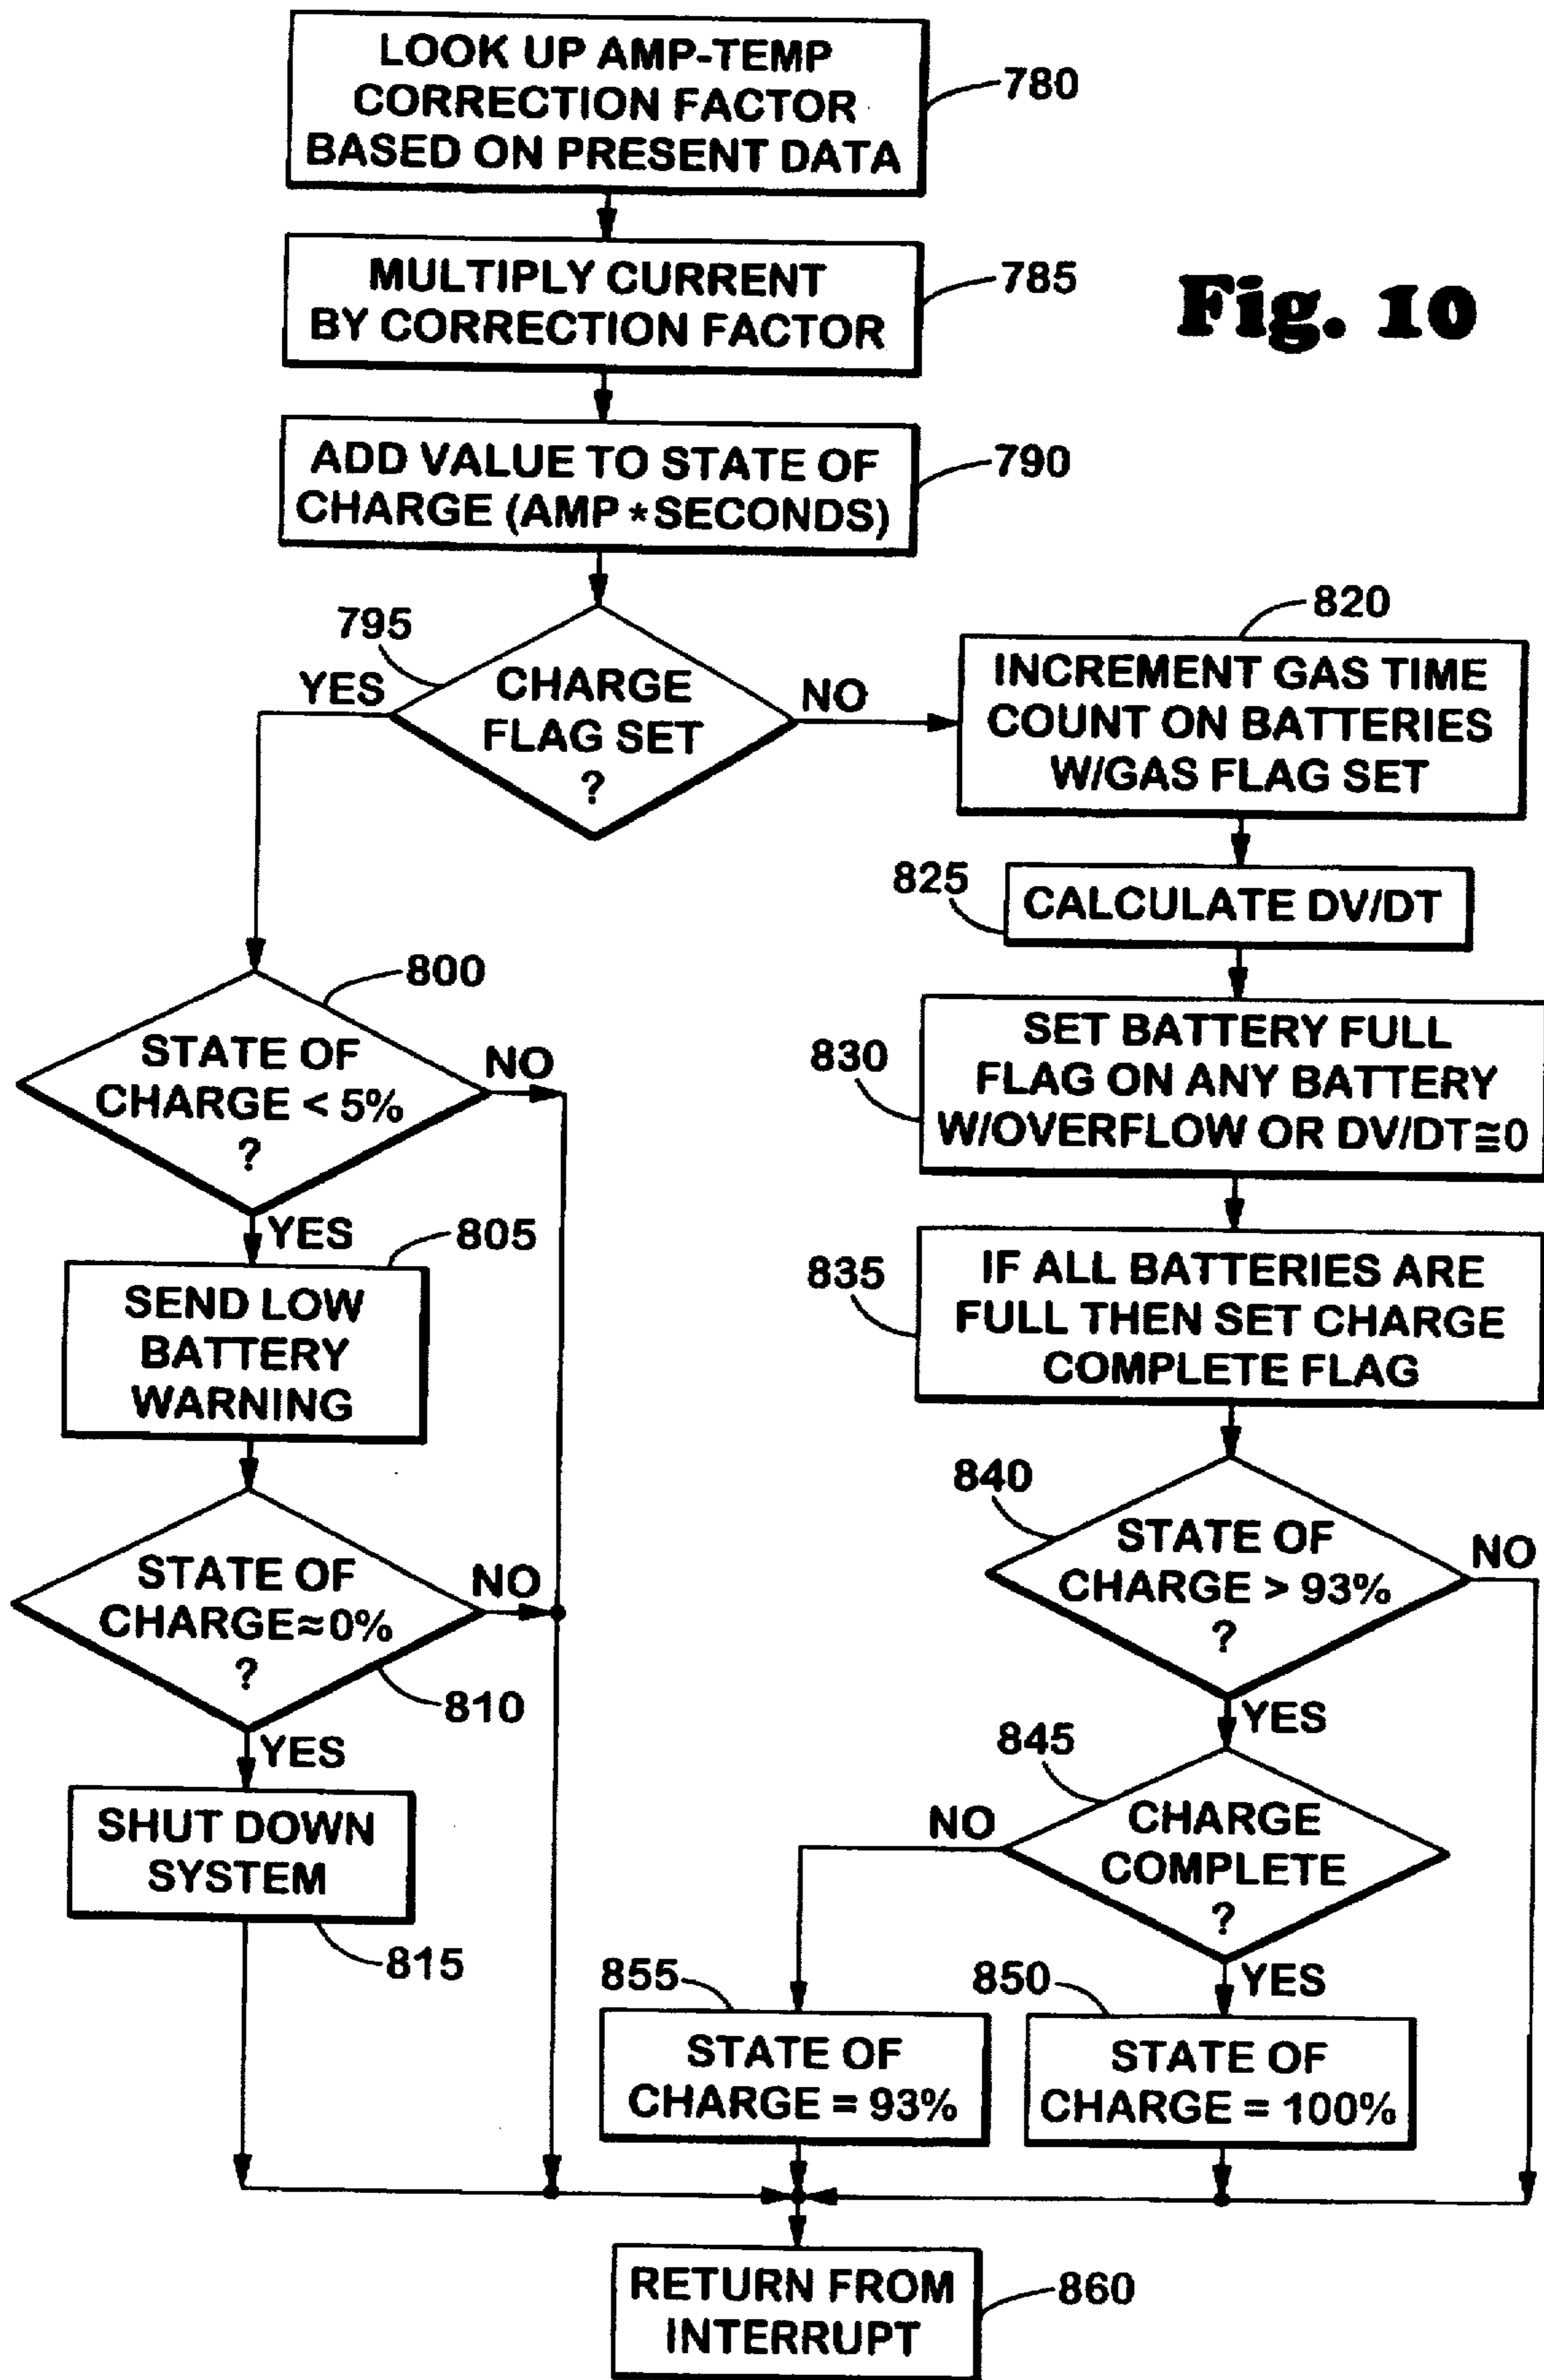 LOOK UP AMP-TEMP
CORRECTION FACTOR
BASED ON PRESENT DATA
780
MULTIPLY CURRENT
BY CORRECTION FACTOR
785
Fig. 10
ADD VALUE TO STATE OF
CHARGE (AMP * SECONDS)
790
795
YES
CHARGE
FLAG SET
?
NO
820
INCREMENT GAS TIME
COUNT ON BATTERIES
W/GAS FLAG SET
825
CALCULATE DV/DT
800
STATE OF
CHARGE < 5%
?
NO
YES
830
SET BATTERY FULL
FLAG ON ANY BATTERY
W/OVERFLOW OR DV/DT≅0
805
SEND LOW
BATTERY
WARNING
835
IF ALL BATTERIES ARE
FULL THEN SET CHARGE
COMPLETE FLAG
STATE OF
CHARGE≈0%
?
NO
810
YES
840
STATE OF
CHARGE > 93%
?
NO
YES
SHUT DOWN
SYSTEM
815
845
NO
CHARGE
COMPLETE
?
YES
855
STATE OF
CHARGE = 93%
850
STATE OF
CHARGE = 100%
RETURN FROM
INTERRUPT
860